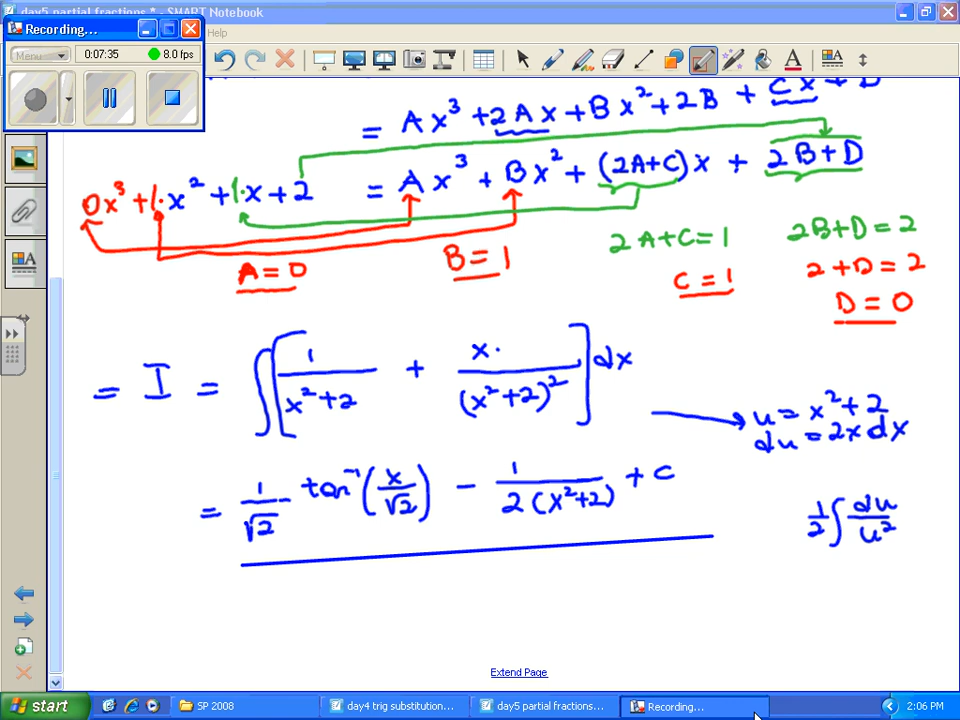 day5 partial fractions * - SMART Notebook
Recording...
Help
Menu
0:07:35
8.0 fps
= Ax³ + 2Ax + Bx² + 2B + Cx + D
0x³ + 1·x² + 1·x + 2 = Ax³ + Bx² + (2A+C)x + 2B+D
A = 0
B = 1
2A+C = 1
2B+D = 2
C = 1
2+D = 2
D = 0
= I = ∫[1/(x²+2) + x·/(x²+2)²]dx
u = x²+2
du = 2x dx
= 1/√2 tan⁻¹(x/√2) − 1/2(x²+2) + c
1/2 ∫ du/u²
Extend Page
start
SP 2008
day4 trig substitution...
day5 partial fractions...
Recording...
2:06 PM